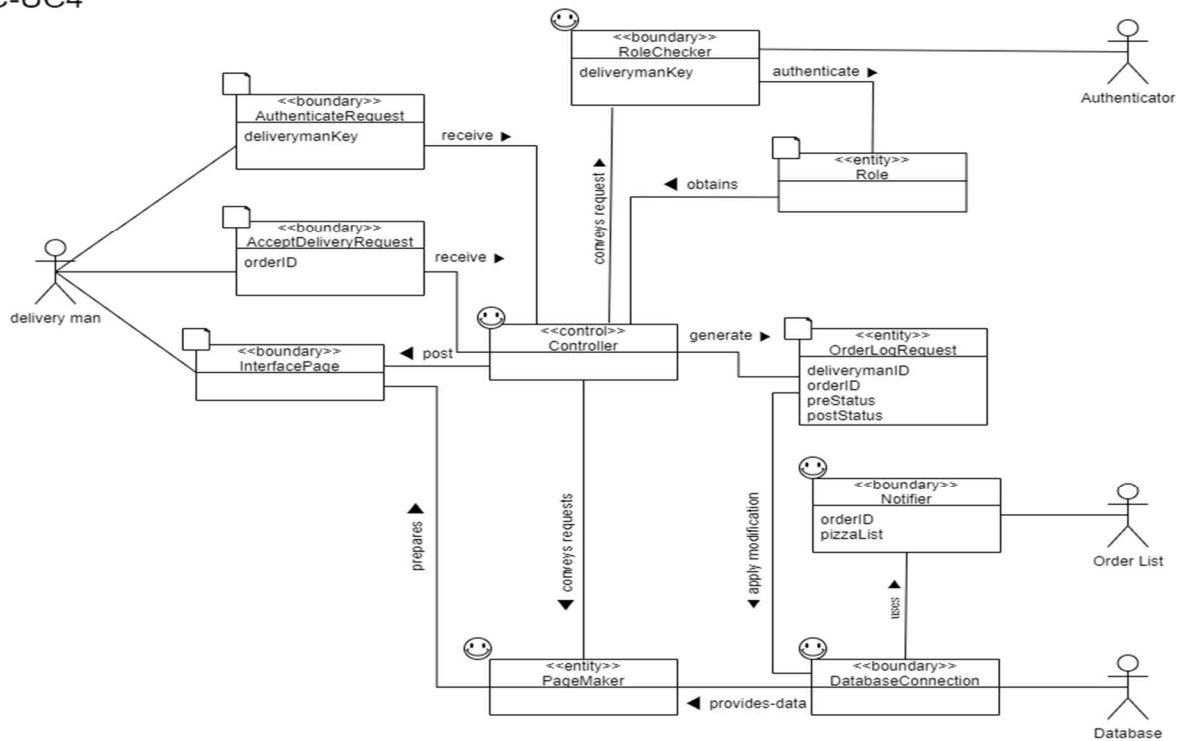 C-UC4
<<boundary>>
RoleChecker
deliverymanKey
authenticate ►
Authenticator
<<boundary>>
AuthenticateRequest
deliverymanKey
receive ►
conveys request ►
<<entity>>
Role
◄ obtains
<<boundary>>
AcceptDeliveryRequest
orderID
receive ►
delivery man
<<control>>
Controller
generate ►
<<entity>>
OrderLogRequest
deliverymanID
orderID
preStatus
postStatus
◄ post
<<boundary>>
InterfacePage
prepares ►
◄ conveys requests
◄ apply modification
<<boundary>>
Notifier
orderID
pizzaList
Order List
uses ►
<<entity>>
PageMaker
◄ provides-data
<<boundary>>
DatabaseConnection
Database